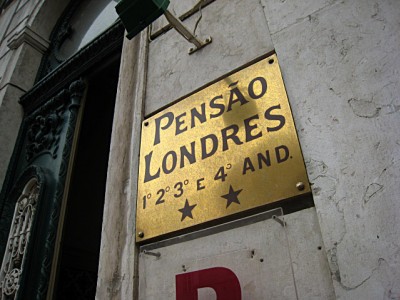 PENSÃO
LONDRES
1º 2º 3º E 4º AND.
★ ★